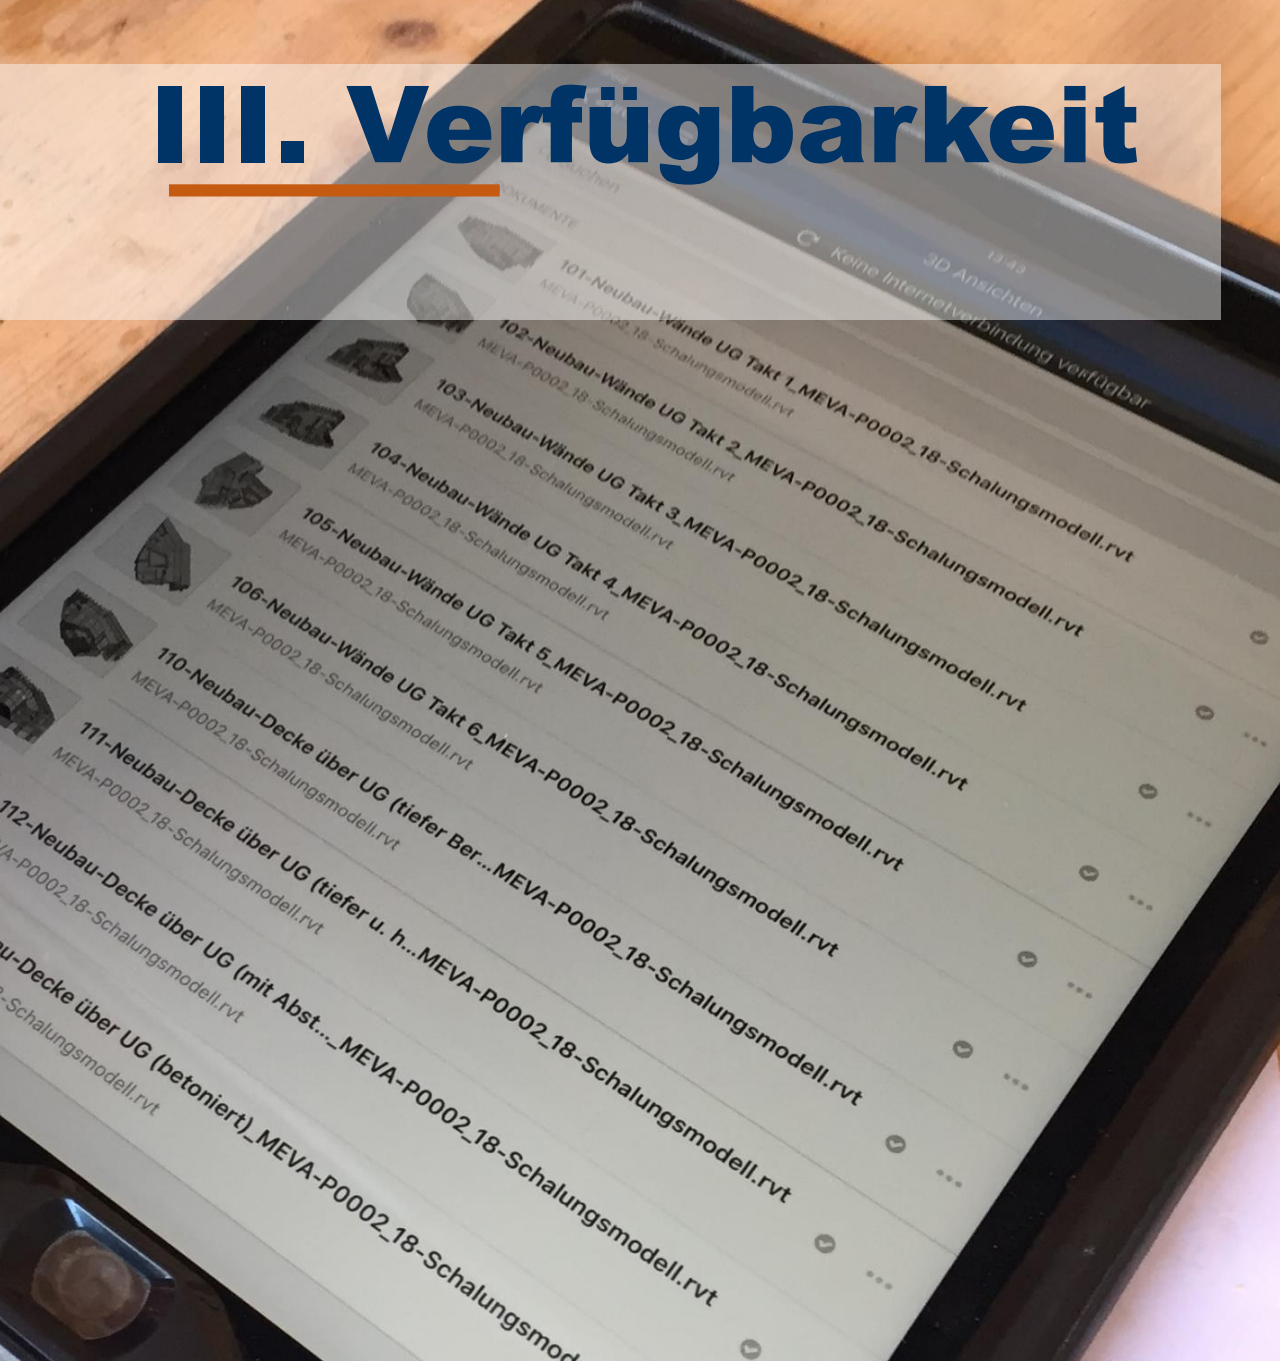 III. Verfügbarkeit
13:43
3D Ansichten
Keine Internetverbindung verfügbar
DOKUMENTE
101-Neubau-Wände UG Takt 1_MEVA-P0002_18-Schalungsmodell.rvt
MEVA-P0002_18-Schalungsmodell.rvt
102-Neubau-Wände UG Takt 2_MEVA-P0002_18-Schalungsmodell.rvt
MEVA-P0002_18-Schalungsmodell.rvt
103-Neubau-Wände UG Takt 3_MEVA-P0002_18-Schalungsmodell.rvt
MEVA-P0002_18-Schalungsmodell.rvt
104-Neubau-Wände UG Takt 4_MEVA-P0002_18-Schalungsmodell.rvt
MEVA-P0002_18-Schalungsmodell.rvt
105-Neubau-Wände UG Takt 5_MEVA-P0002_18-Schalungsmodell.rvt
MEVA-P0002_18-Schalungsmodell.rvt
106-Neubau-Wände UG Takt 6_MEVA-P0002_18-Schalungsmodell.rvt
MEVA-P0002_18-Schalungsmodell.rvt
110-Neubau-Decke über UG (tiefer Ber...MEVA-P0002_18-Schalungsmodell.rvt
MEVA-P0002_18-Schalungsmodell.rvt
111-Neubau-Decke über UG (tiefer u. h...MEVA-P0002_18-Schalungsmodell.rvt
MEVA-P0002_18-Schalungsmodell.rvt
112-Neubau-Decke über UG (mit Abst..._MEVA-P0002_18-Schalungsmodell.rvt
VA-P0002_18-Schalungsmodell.rvt
u-Decke über UG (betoniert)_MEVA-P0002_18-Schalungsmod
-Schalungsmodell.rvt